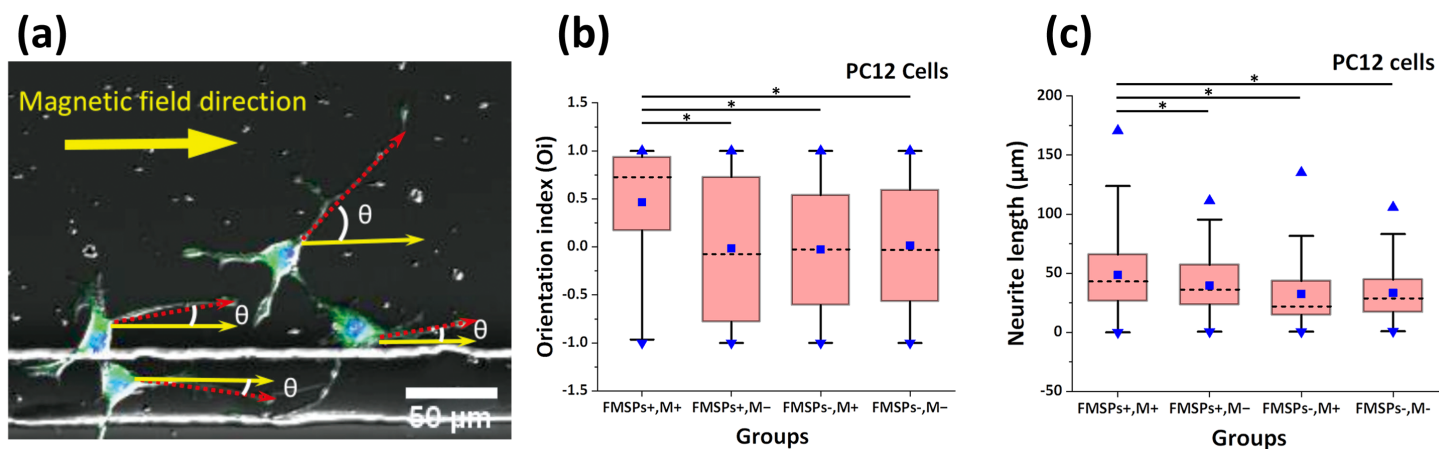 (a)
Magnetic field direction
θ
θ
θ
θ
50 μm
(b)
PC12 Cells
*
*
*
Orientation index (Oi)
1.5
1.0
0.5
0.0
-0.5
-1.0
-1.5
FMSPs+,M+ FMSPs+,M− FMSPs-,M+ FMSPs-,M−
Groups
(c)
PC12 cells
*
*
*
Neurite length (μm)
200
150
100
50
0
-50
FMSPs+,M+ FMSPs+,M− FMSPs-,M+ FMSPs-,M-
Groups